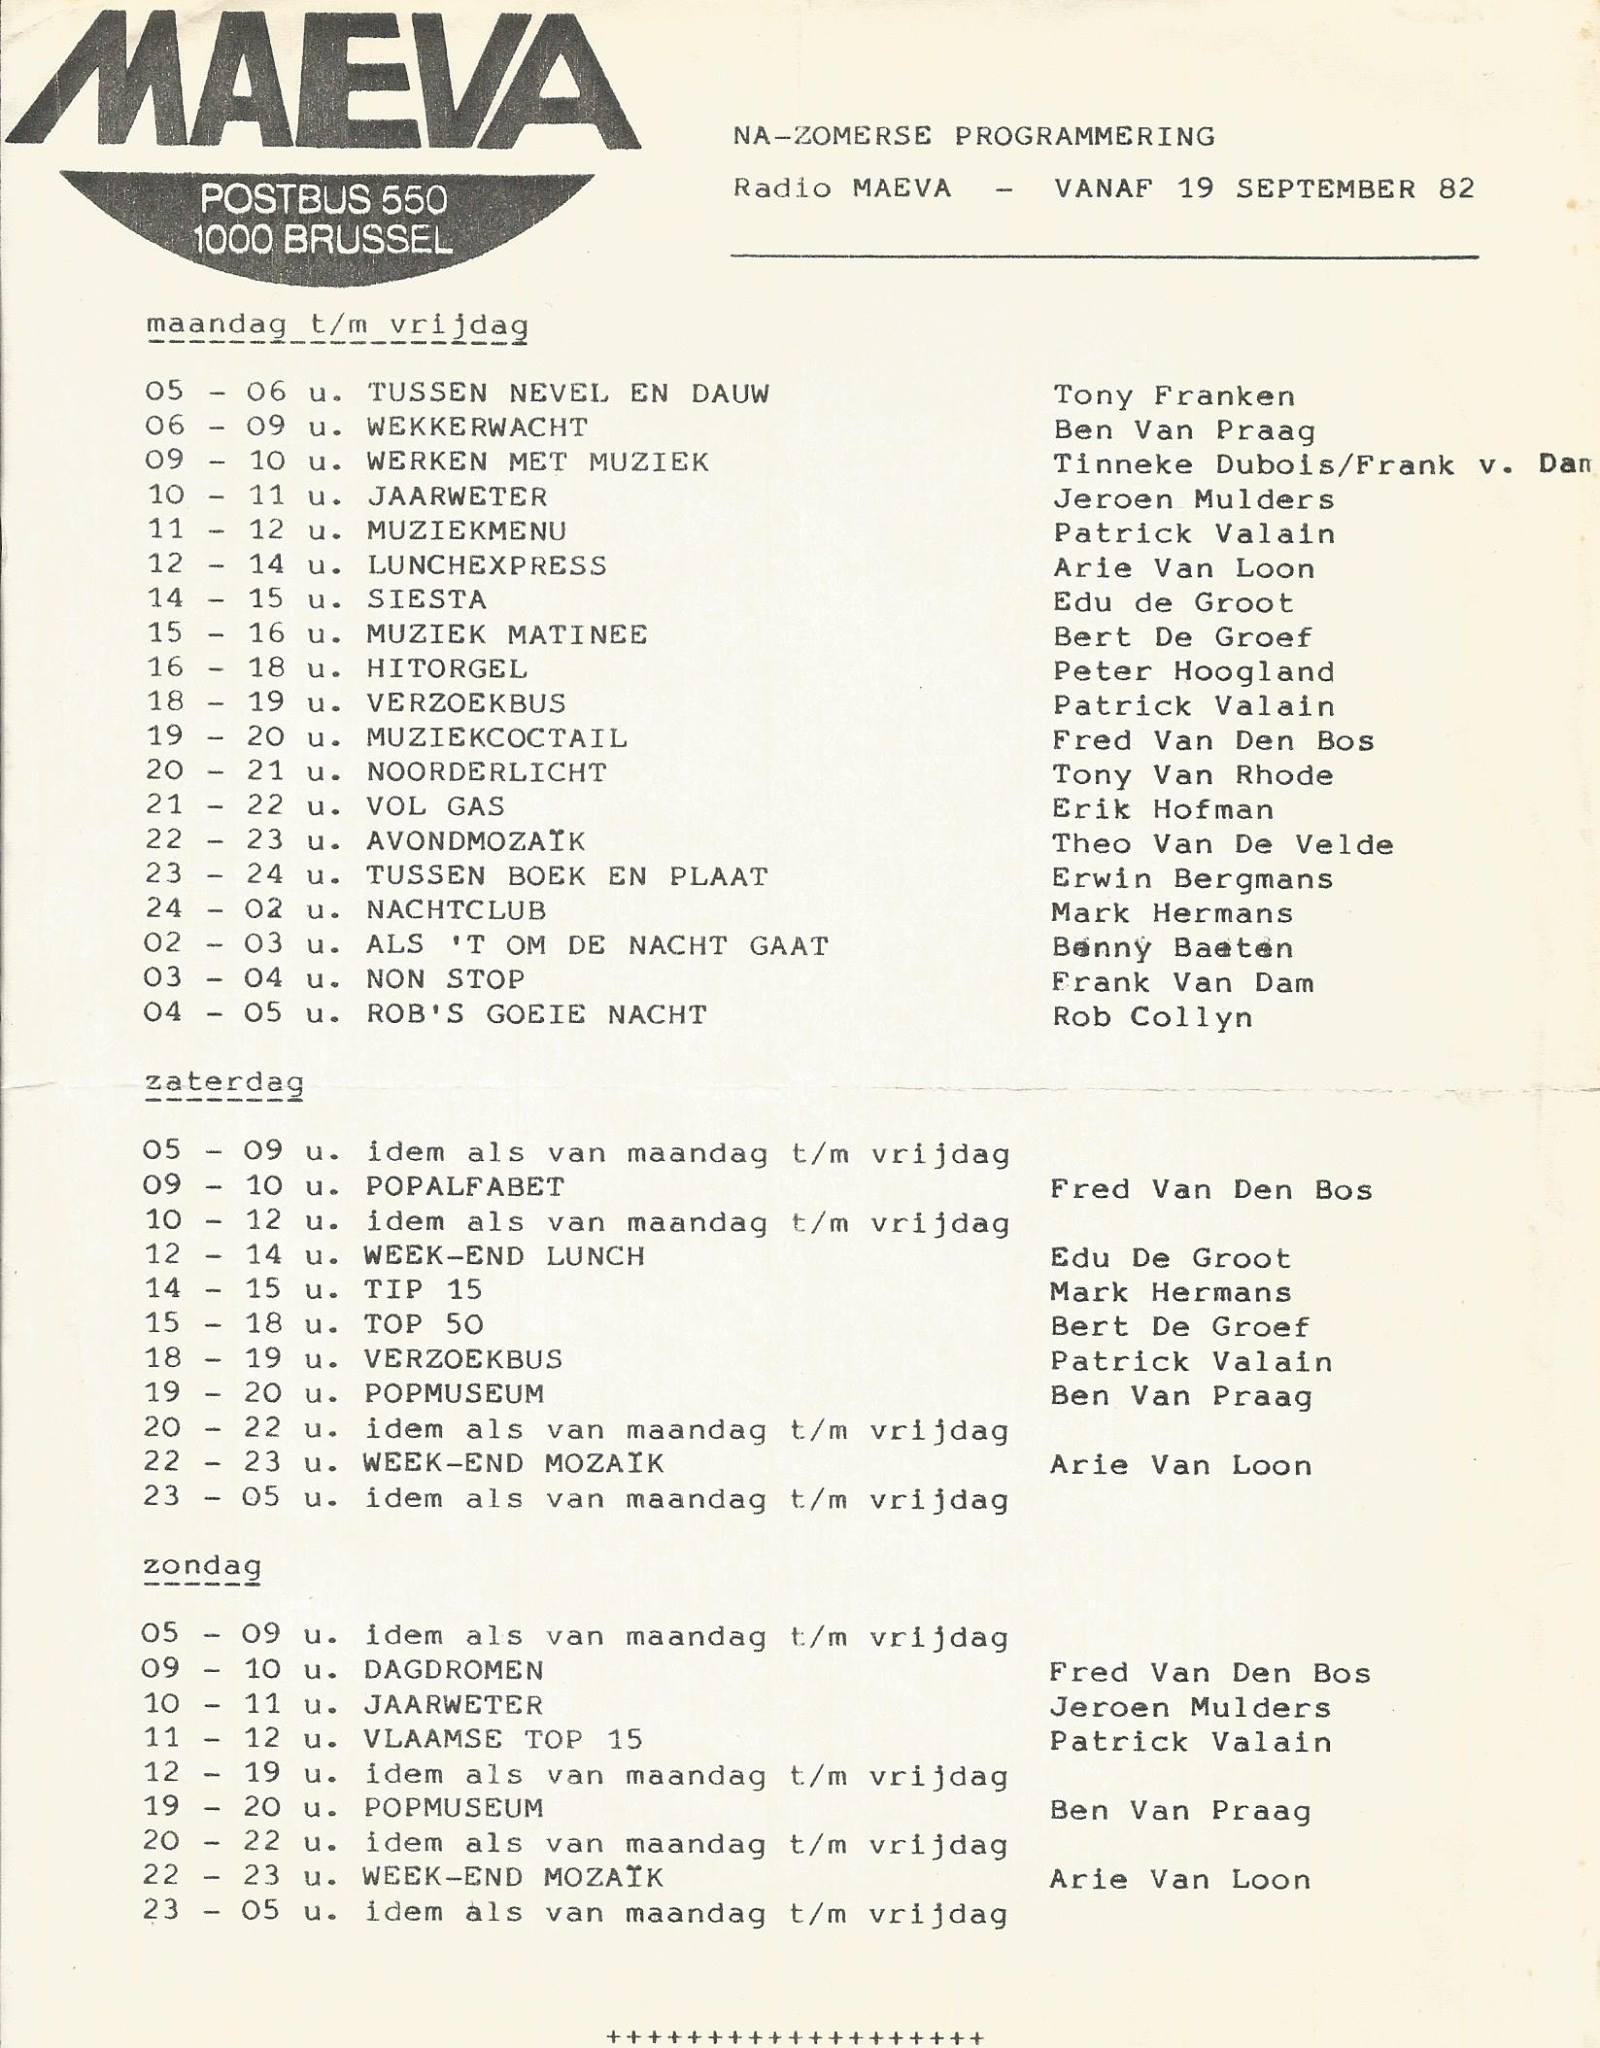 MAEVA
POSTBUS 550
1000 BRUSSEL
NA-ZOMERSE PROGRAMMERING
Radio MAEVA - VANAF 19 SEPTEMBER 82
maandag t/m vrijdag
05 - 06 u. TUSSEN NEVEL EN DAUW Tony Franken
06 - 09 u. WEKKERWACHT Ben Van Praag
09 - 10 u. WERKEN MET MUZIEK Tinneke Dubois/Frank v. Dam
10 - 11 u. JAARWETER Jeroen Mulders
11 - 12 u. MUZIEKMENU Patrick Valain
12 - 14 u. LUNCHEXPRESS Arie Van Loon
14 - 15 u. SIESTA Edu de Groot
15 - 16 u. MUZIEK MATINEE Bert De Groef
16 - 18 u. HITORGEL Peter Hoogland
18 - 19 u. VERZOEKBUS Patrick Valain
19 - 20 u. MUZIEKCOCTAIL Fred Van Den Bos
20 - 21 u. NOORDERLICHT Tony Van Rhode
21 - 22 u. VOL GAS Erik Hofman
22 - 23 u. AVONDMOZAÏK Theo Van De Velde
23 - 24 u. TUSSEN BOEK EN PLAAT Erwin Bergmans
24 - 02 u. NACHTCLUB Mark Hermans
02 - 03 u. ALS 'T OM DE NACHT GAAT Benny Baeten
03 - 04 u. NON STOP Frank Van Dam
04 - 05 u. ROB'S GOEIE NACHT Rob Collyn
zaterdag
05 - 09 u. idem als van maandag t/m vrijdag
09 - 10 u. POPALFABET Fred Van Den Bos
10 - 12 u. idem als van maandag t/m vrijdag
12 - 14 u. WEEK-END LUNCH Edu De Groot
14 - 15 u. TIP 15 Mark Hermans
15 - 18 u. TOP 50 Bert De Groef
18 - 19 u. VERZOEKBUS Patrick Valain
19 - 20 u. POPMUSEUM Ben Van Praag
20 - 22 u. idem als van maandag t/m vrijdag
22 - 23 u. WEEK-END MOZAÏK Arie Van Loon
23 - 05 u. idem als van maandag t/m vrijdag
zondag
05 - 09 u. idem als van maandag t/m vrijdag
09 - 10 u. DAGDROMEN Fred Van Den Bos
10 - 11 u. JAARWETER Jeroen Mulders
11 - 12 u. VLAAMSE TOP 15 Patrick Valain
12 - 19 u. idem als van maandag t/m vrijdag
19 - 20 u. POPMUSEUM Ben Van Praag
20 - 22 u. idem als van maandag t/m vrijdag
22 - 23 u. WEEK-END MOZAÏK Arie Van Loon
23 - 05 u. idem als van maandag t/m vrijdag
+++++++++++++++++++